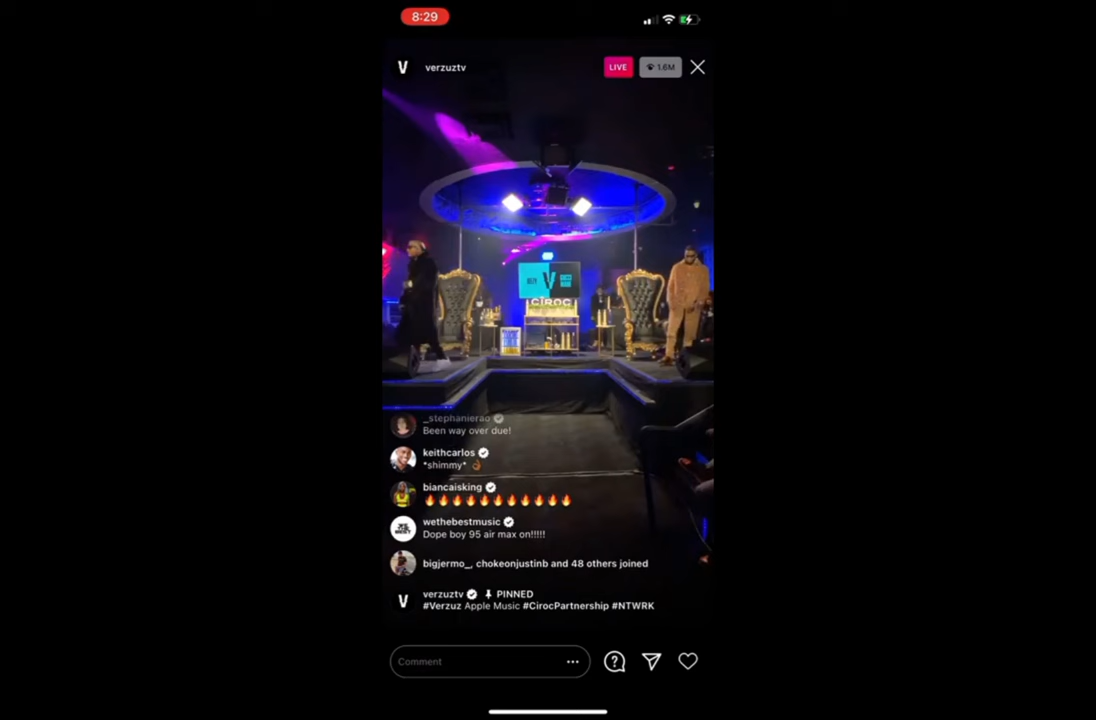 8:29
V
verzuztv
LIVE
1.6M
V
CÎROC
_stephanierao
Been way over due!
keithcarlos
*shimmy* 👌🏾
biancaisking
🔥🔥🔥🔥🔥🔥🔥🔥🔥🔥🔥
wethebestmusic
Dope boy 95 air max on!!!!!
bigjermo_, chokeonjustinb and 48 others joined
V
verzuztv PINNED
#Verzuz Apple Music #CirocPartnership #NTWRK
Comment